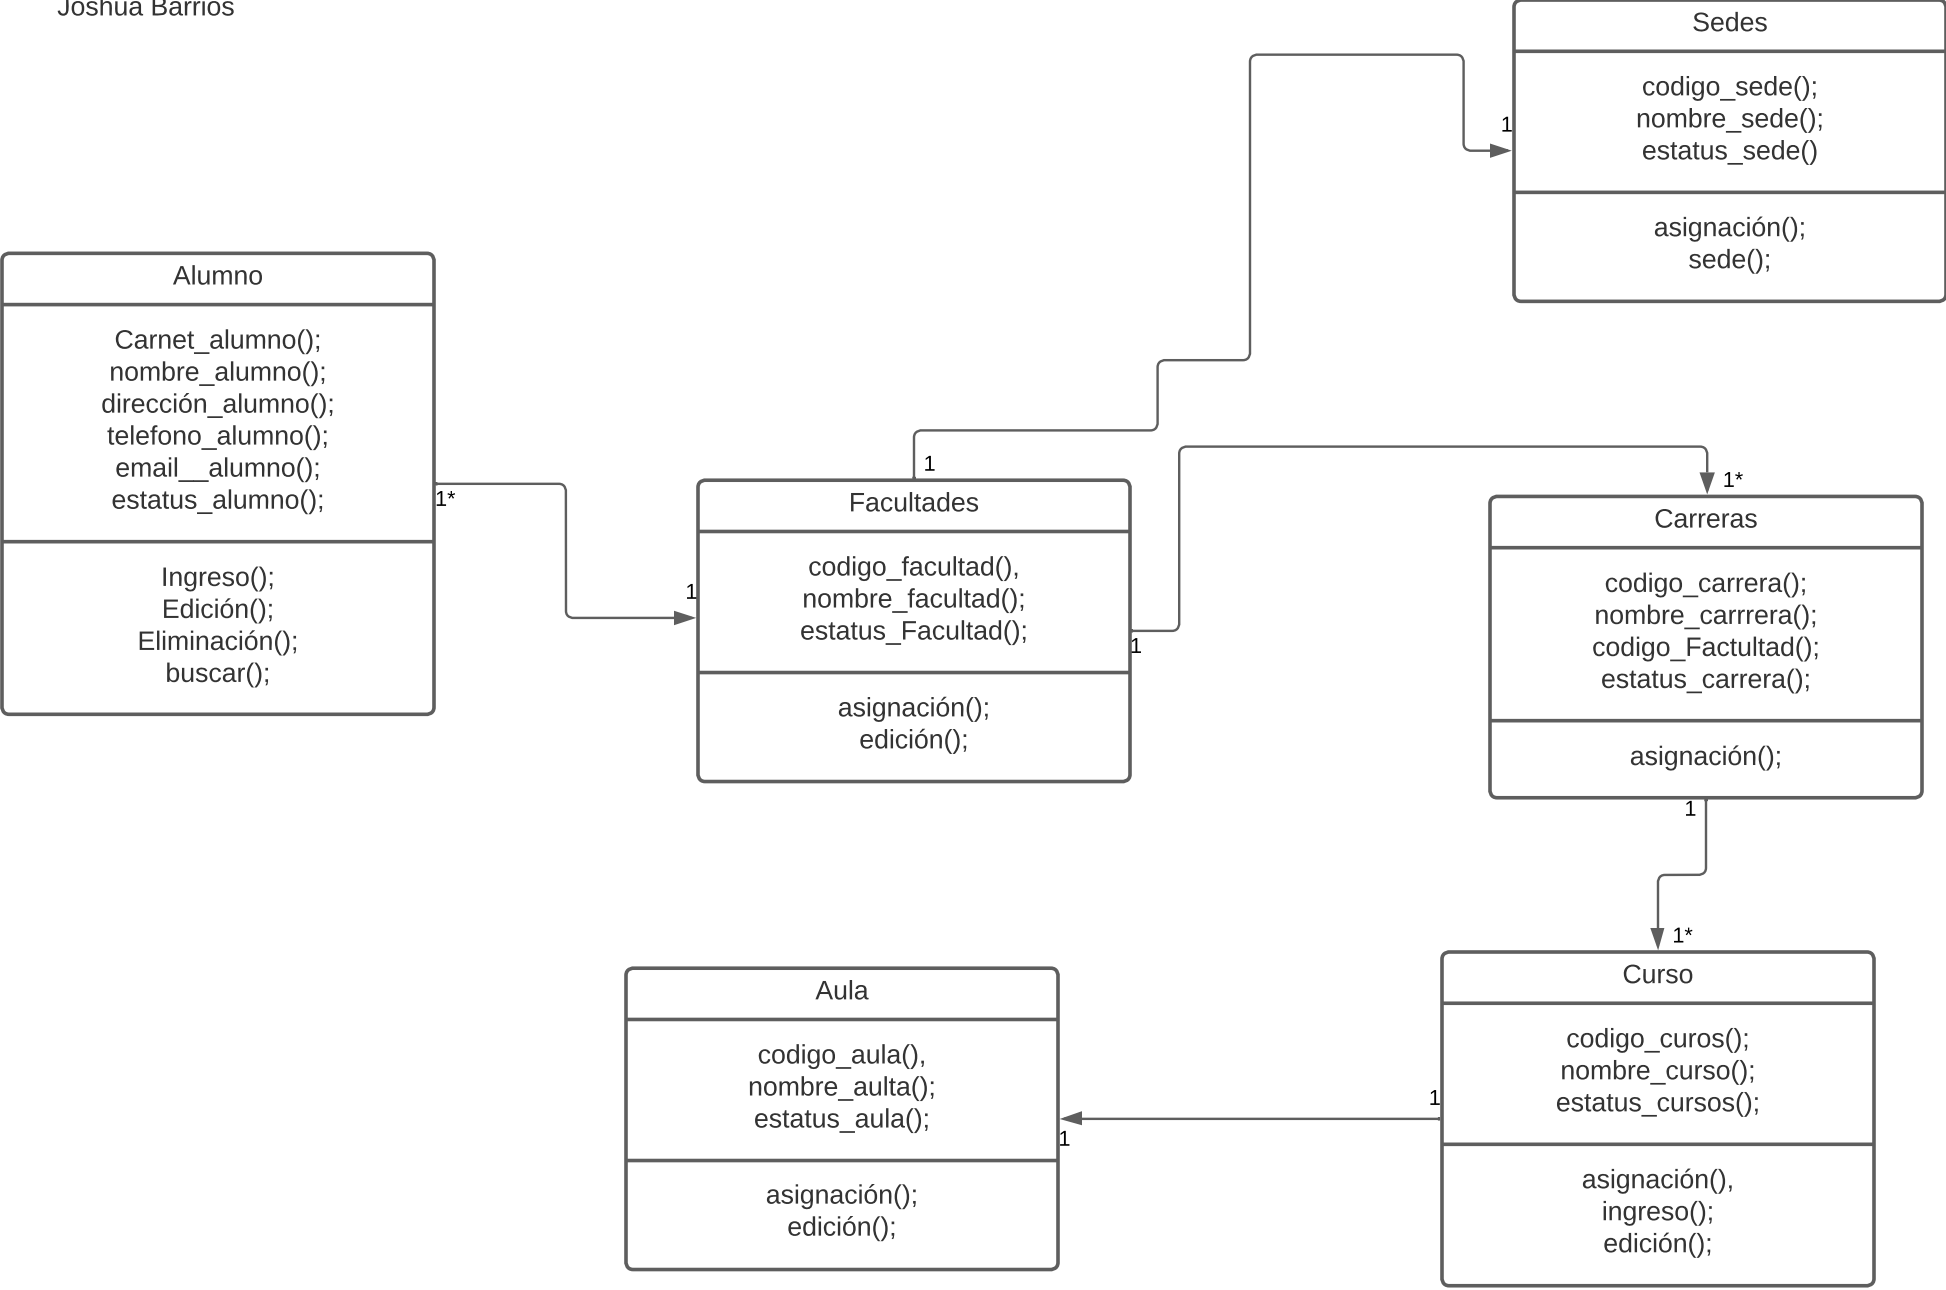 Joshua Barrios
Sedes
codigo_sede();
nombre_sede();
estatus_sede()
asignación();
sede();
1
Alumno
Carnet_alumno();
nombre_alumno();
dirección_alumno();
telefono_alumno();
email__alumno();
estatus_alumno();
Ingreso();
Edición();
Eliminación();
buscar();
1*
1
1
Facultades
codigo_facultad(),
nombre_facultad();
estatus_Facultad();
asignación();
edición();
1
1*
Carreras
codigo_carrera();
nombre_carrrera();
codigo_Factultad();
estatus_carrera();
asignación();
1
1*
Curso
codigo_curos();
nombre_curso();
estatus_cursos();
asignación(),
ingreso();
edición();
1
1
Aula
codigo_aula(),
nombre_aulta();
estatus_aula();
asignación();
edición();